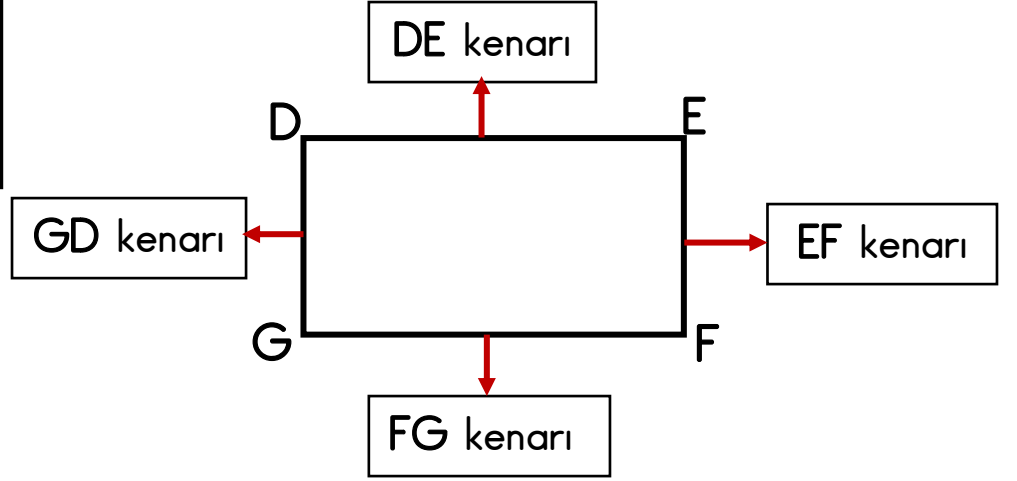 DE kenarı
D
E
GD kenarı
EF kenarı
G
F
FG kenarı